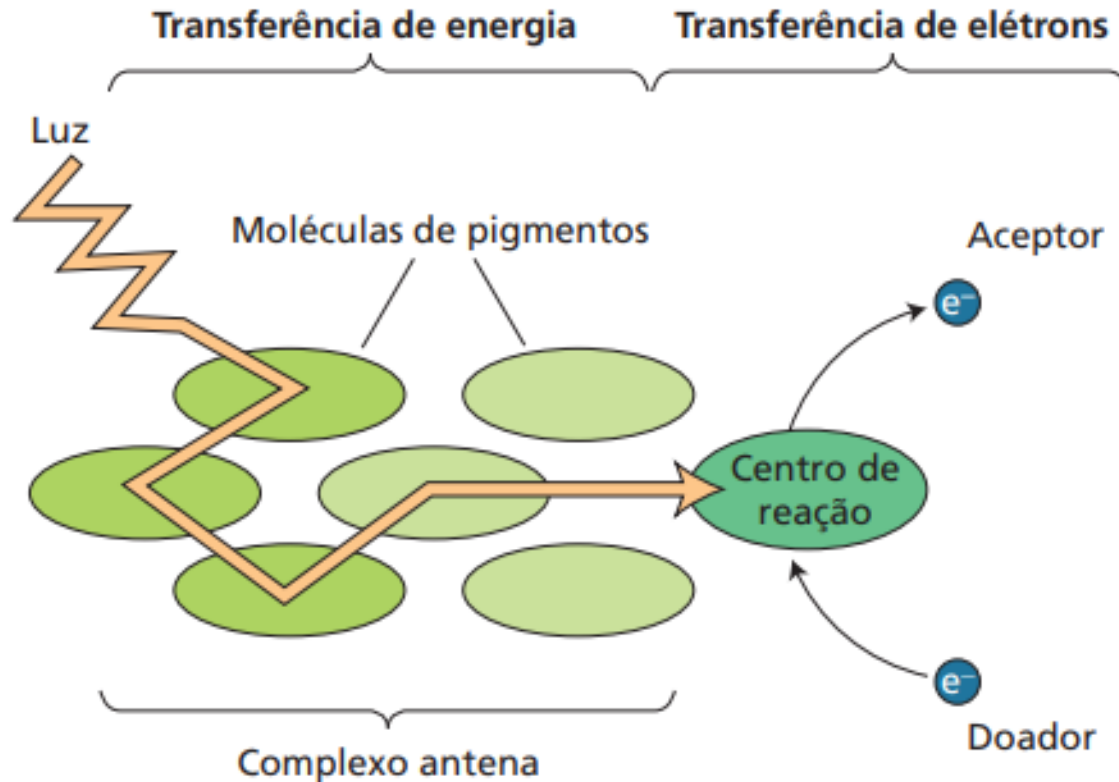 Transferência de energia
Transferência de elétrons
Luz
Moléculas de pigmentos
Aceptor
e⁻
Centro de
reação
e⁻
Doador
Complexo antena